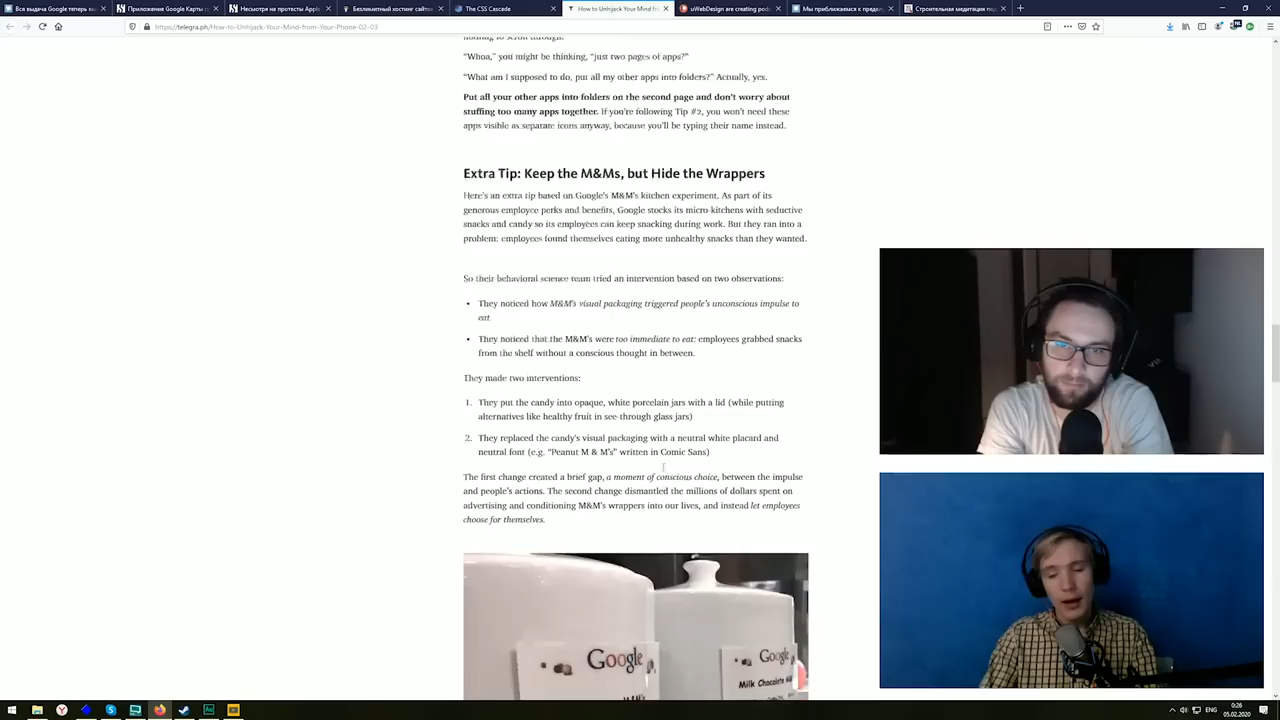 Вся выдача Google теперь вы
Приложение Google Карты п
Несмотря на протесты Apple
Безлимитный хостинг сайтов
The CSS Cascade
How to Unhijack Your Mind from
uWebDesign are creating podc
Мы приближаемся к предел
Строительная медитация под
https://telegra.ph/How-to-Unhijack-Your-Mind-from-Your-Phone-02-03
nothing to scroll through.
“Whoa,” you might be thinking, “just two pages of apps?”
“What am I supposed to do, put all my other apps into folders?” Actually, yes.
Put all your other apps into folders on the second page and don’t worry about
stuffing too many apps together. If you’re following Tip #2, you won’t need these
apps visible as separate icons anyway, because you’ll be typing their name instead.
Extra Tip: Keep the M&Ms, but Hide the Wrappers
Here’s an extra tip based on Google’s M&M’s kitchen experiment. As part of its
generous employee perks and benefits, Google stocks its micro-kitchens with seductive
snacks and candy so its employees can keep snacking during work. But they ran into a
problem: employees found themselves eating more unhealthy snacks than they wanted.
So their behavioral science team tried an intervention based on two observations:
• They noticed how M&M’s visual packaging triggered people’s unconscious impulse to
eat
• They noticed that the M&M’s were too immediate to eat: employees grabbed snacks
from the shelf without a conscious thought in between.
They made two interventions:
1. They put the candy into opaque, white porcelain jars with a lid (while putting
alternatives like healthy fruit in see-through glass jars)
2. They replaced the candy’s visual packaging with a neutral white placard and
neutral font (e.g. “Peanut M & M’s” written in Comic Sans)
The first change created a brief gap, a moment of conscious choice, between the impulse
and people’s actions. The second change dismantled the millions of dollars spent on
advertising and conditioning M&M’s wrappers into our lives, and instead let employees
choose for themselves.
Google
Google
Milk Chocolate
ENG
0:26
05.02.2020